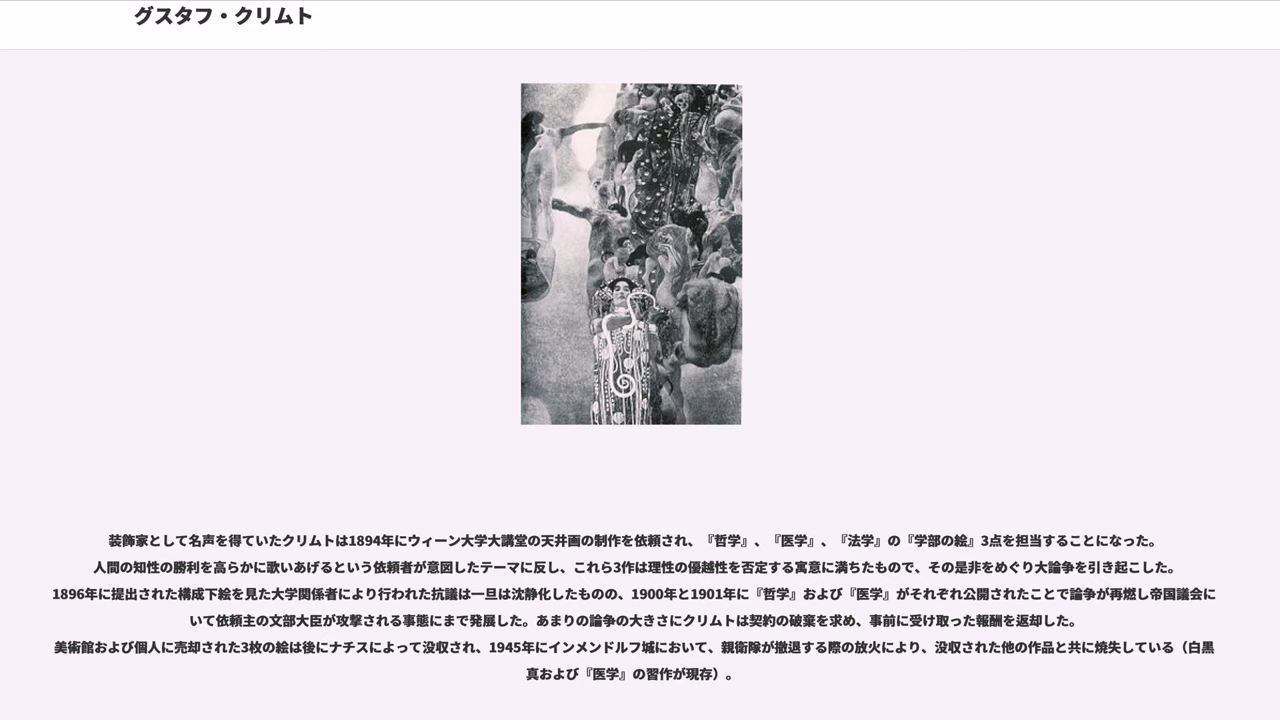 グスタフ・クリムト
装飾家として名声を得ていたクリムトは1894年にウィーン大学大講堂の天井画の制作を依頼され、『哲学』、『医学』、『法学』の『学部の絵』3点を担当することになった。
人間の知性の勝利を高らかに歌いあげるという依頼者が意図したテーマに反し、これら3作は理性の優越性を否定する寓意に満ちたもので、その是非をめぐり大論争を引き起こした。
1896年に提出された構成下絵を見た大学関係者により行われた抗議は一旦は沈静化したものの、1900年と1901年に『哲学』および『医学』がそれぞれ公開されたことで論争が再燃し帝国議会に
いて依頼主の文部大臣が攻撃される事態にまで発展した。あまりの論争の大きさにクリムトは契約の破棄を求め、事前に受け取った報酬を返却した。
美術館および個人に売却された3枚の絵は後にナチスによって没収され、1945年にインメンドルフ城において、親衛隊が撤退する際の放火により、没収された他の作品と共に焼失している（白黒
真および『医学』の習作が現存）。